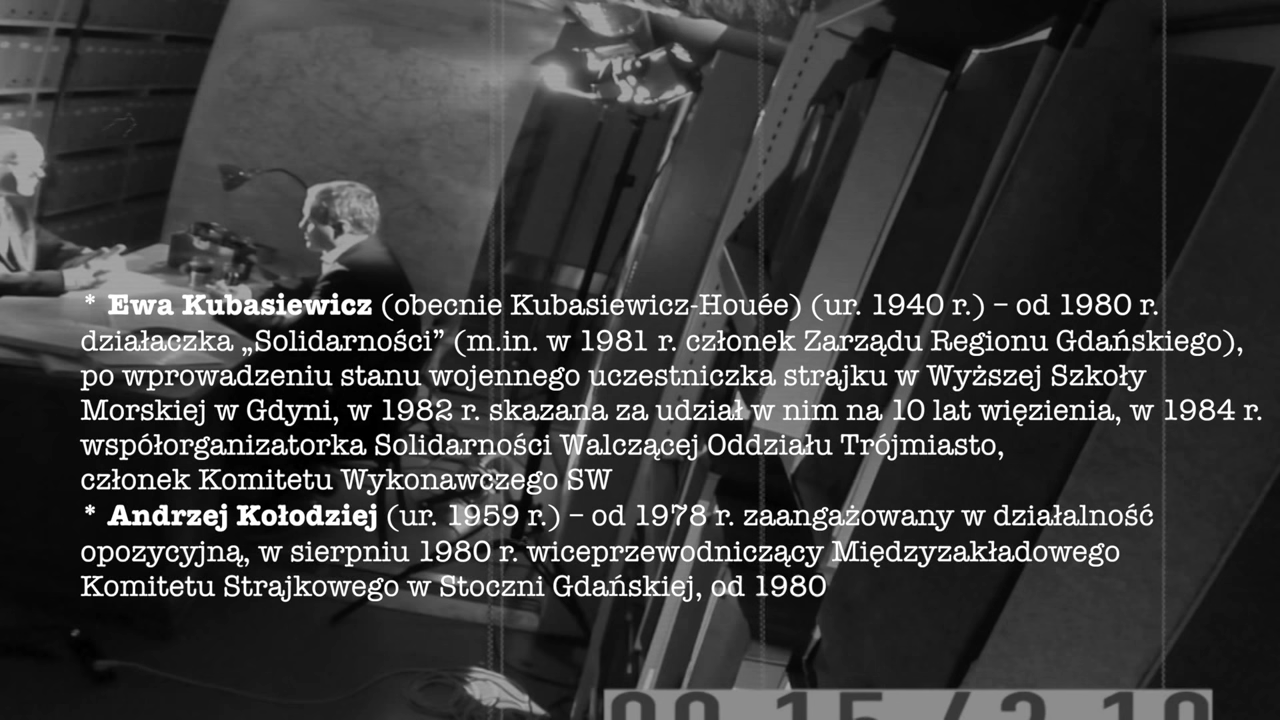 * Ewa Kubasiewicz (obecnie Kubasiewicz-Houée) (ur. 1940 r.) – od 1980 r.
działaczka „Solidarności” (m.in. w 1981 r. członek Zarządu Regionu Gdańskiego),
po wprowadzeniu stanu wojennego uczestniczka strajku w Wyższej Szkoły
Morskiej w Gdyni, w 1982 r. skazana za udział w nim na 10 lat więzienia, w 1984 r.
współorganizatorka Solidarności Walczącej Oddziału Trójmiasto,
członek Komitetu Wykonawczego SW
* Andrzej Kołodziej (ur. 1959 r.) – od 1978 r. zaangażowany w działalność
opozycyjną, w sierpniu 1980 r. wiceprzewodniczący Międzyzakładowego
Komitetu Strajkowego w Stoczni Gdańskiej, od 1980